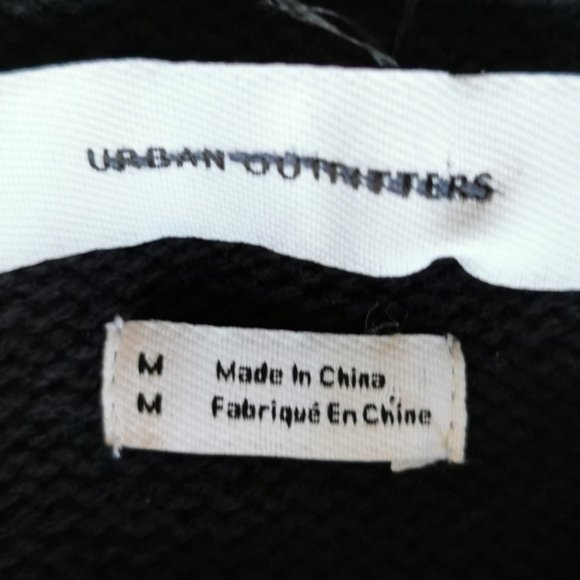 URBAN OUTFITTERS
M Made In China
M Fabriqué En Chine